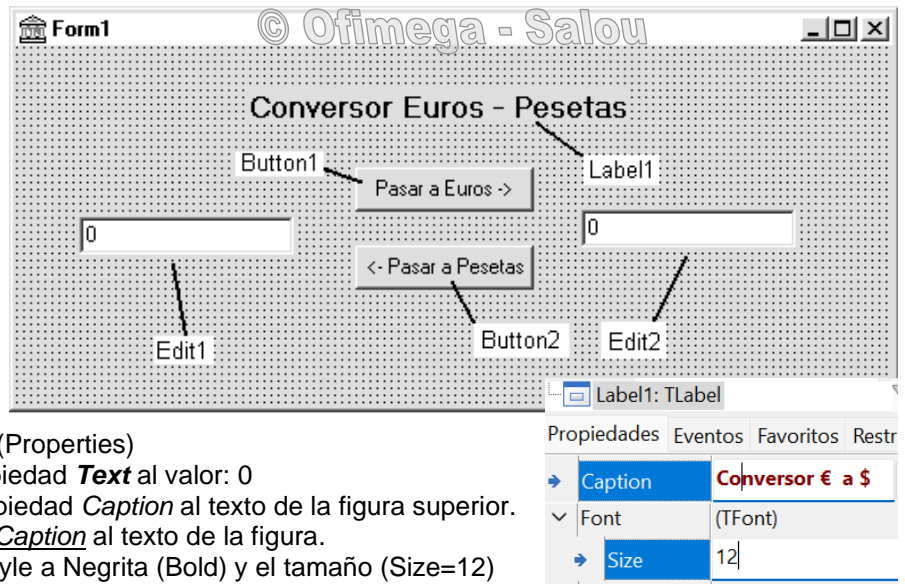 © Ofimega - Salou
Form1
Conversor Euros - Pesetas
Button1
Label1
Pasar a Euros ->
0
0
<- Pasar a Pesetas
Edit1
Button2
Edit2
Label1: TLabel
Propiedades Eventos Favoritos Restr
Caption Conversor € a $
Font (TFont)
Size 12
(Properties)
piedad Text al valor: 0
piedad Caption al texto de la figura superior.
Caption al texto de la figura.
yle a Negrita (Bold) y el tamaño (Size=12)